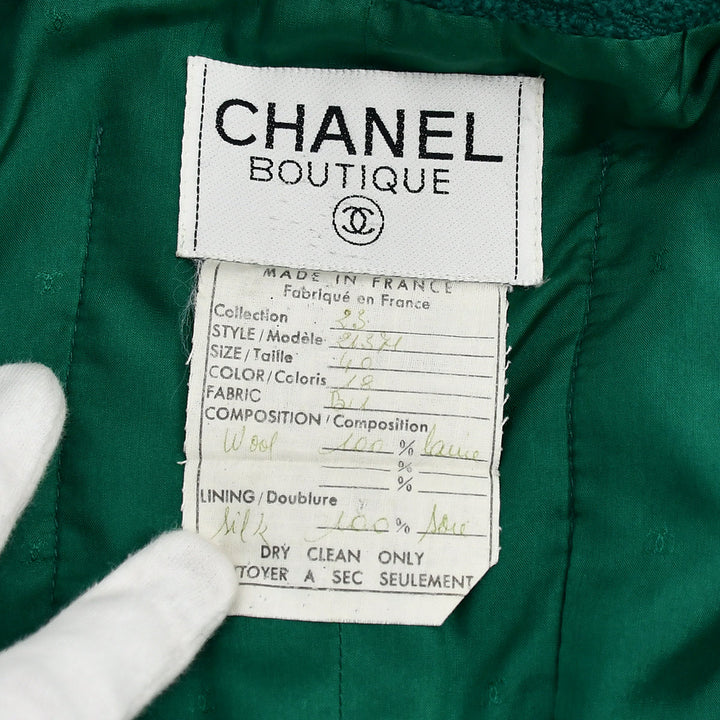 CHANEL
BOUTIQUE
MADE IN FRANCE
Fabriqué en France
Collection 23
STYLE/Modèle
SIZE/Taille 40
COLOR/Coloris 18
FABRIC
COMPOSITION/Composition
Wool 100 % laine
%
%
LINING/Doublure
Silk 100 % Soie
DRY CLEAN ONLY
TOYER A SEC SEULEMENT